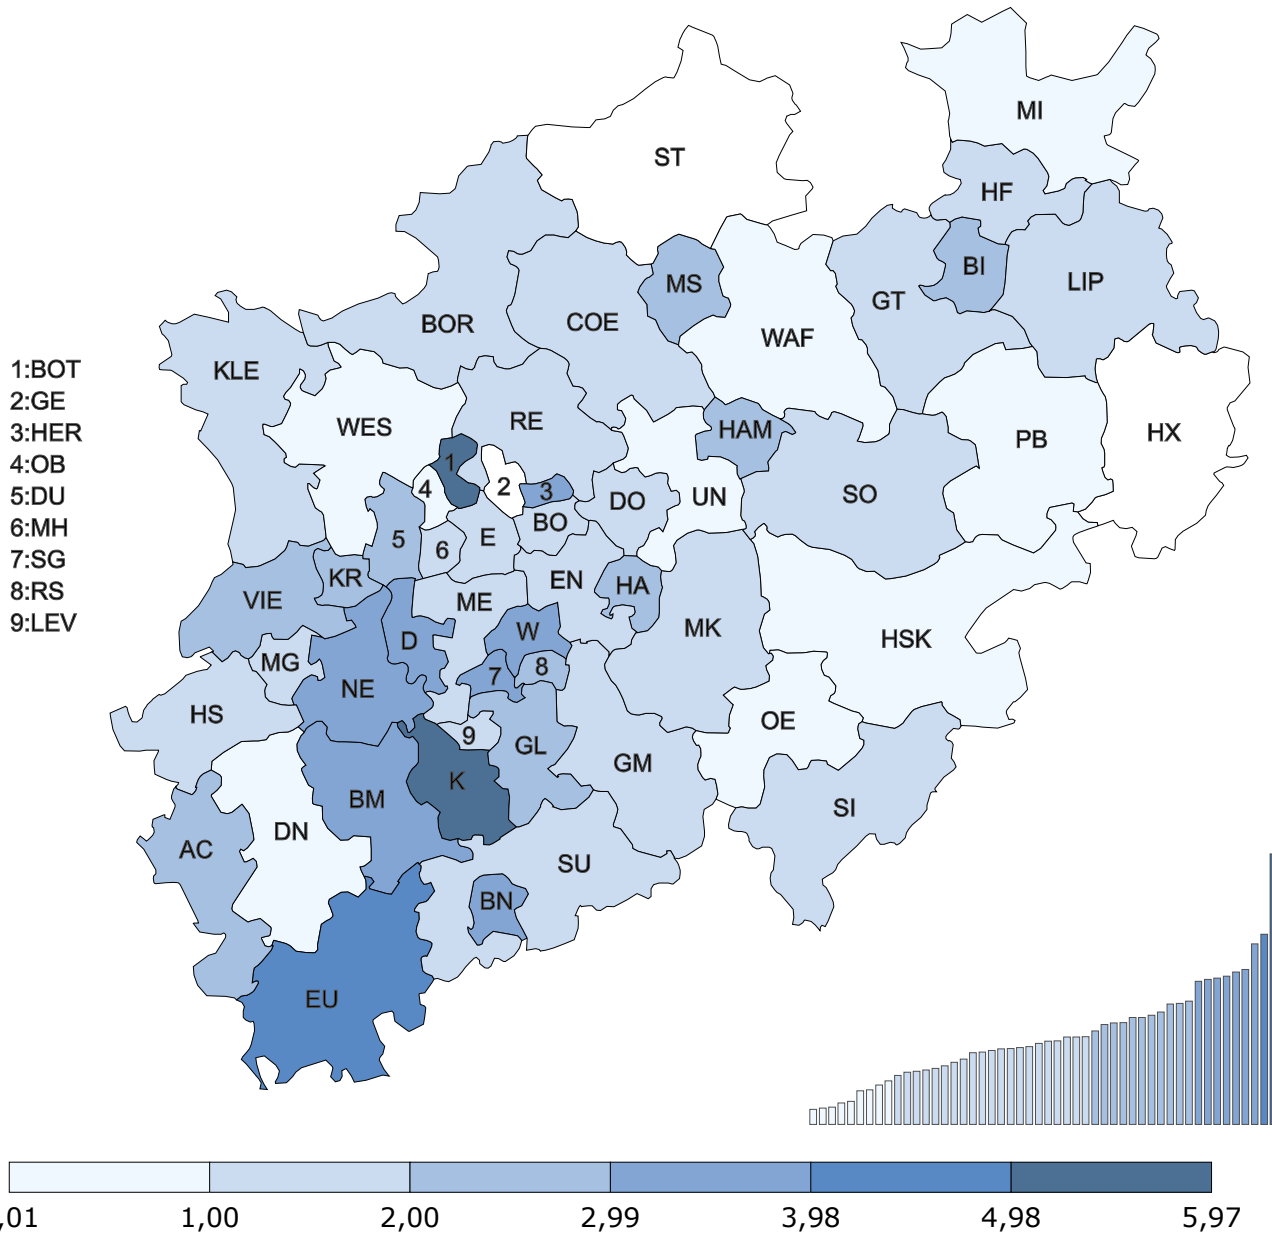 MI
ST
HF
BI
MS
LIP
GT
BOR
COE
WAF
KLE
1:BOT
2:GE
3:HER
4:OB
5:DU
6:MH
7:SG
8:RS
9:LEV
WES
RE
HAM
PB
HX
1
4
2
3
DO
UN
SO
BO
5
6
E
KR
VIE
ME
EN
HA
D
W
MK
HSK
MG
7
8
NE
HS
9
GL
OE
K
GM
BM
SI
DN
AC
SU
BN
EU
,01 1,00 2,00 2,99 3,98 4,98 5,97